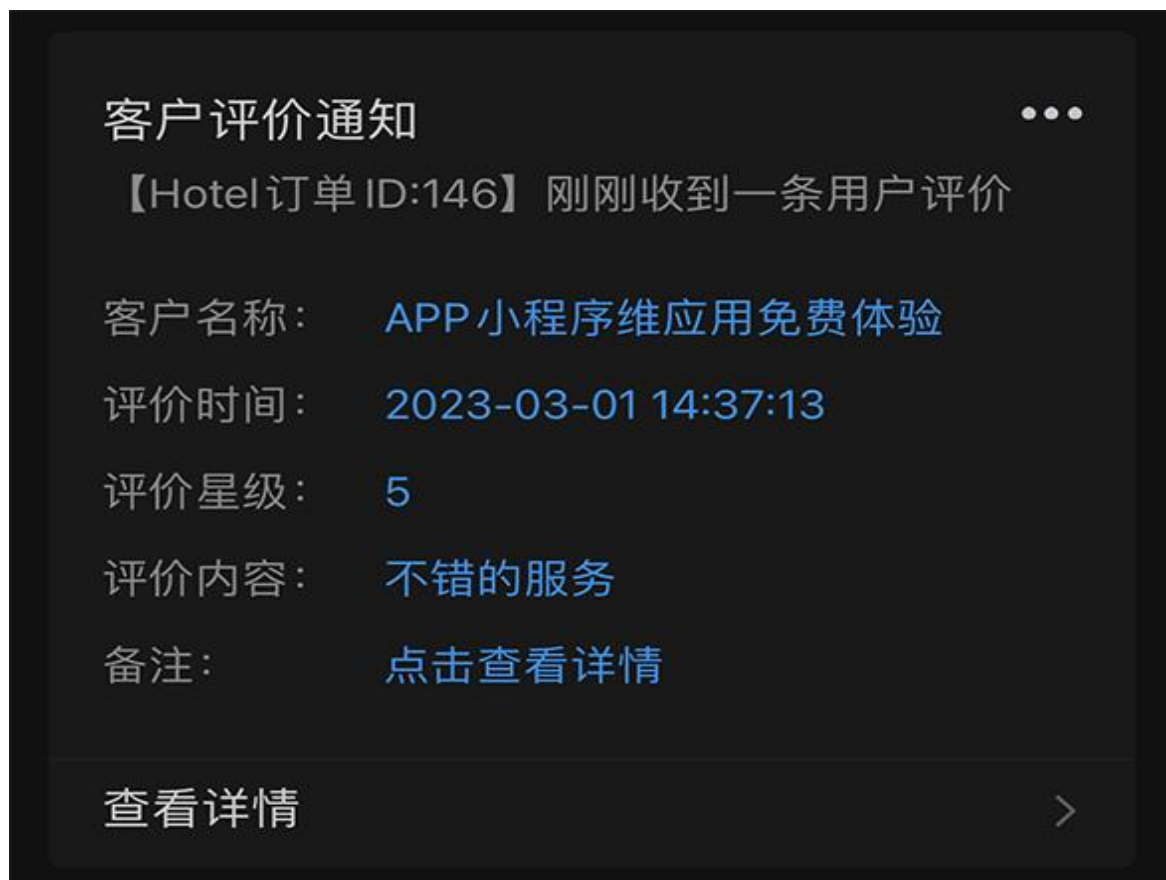 客户评价通知
【Hotel订单ID:146】刚刚收到一条用户评价
客户名称： APP小程序维应用免费体验
评价时间： 2023-03-01 14:37:13
评价星级： 5
评价内容： 不错的服务
备注： 点击查看详情
查看详情